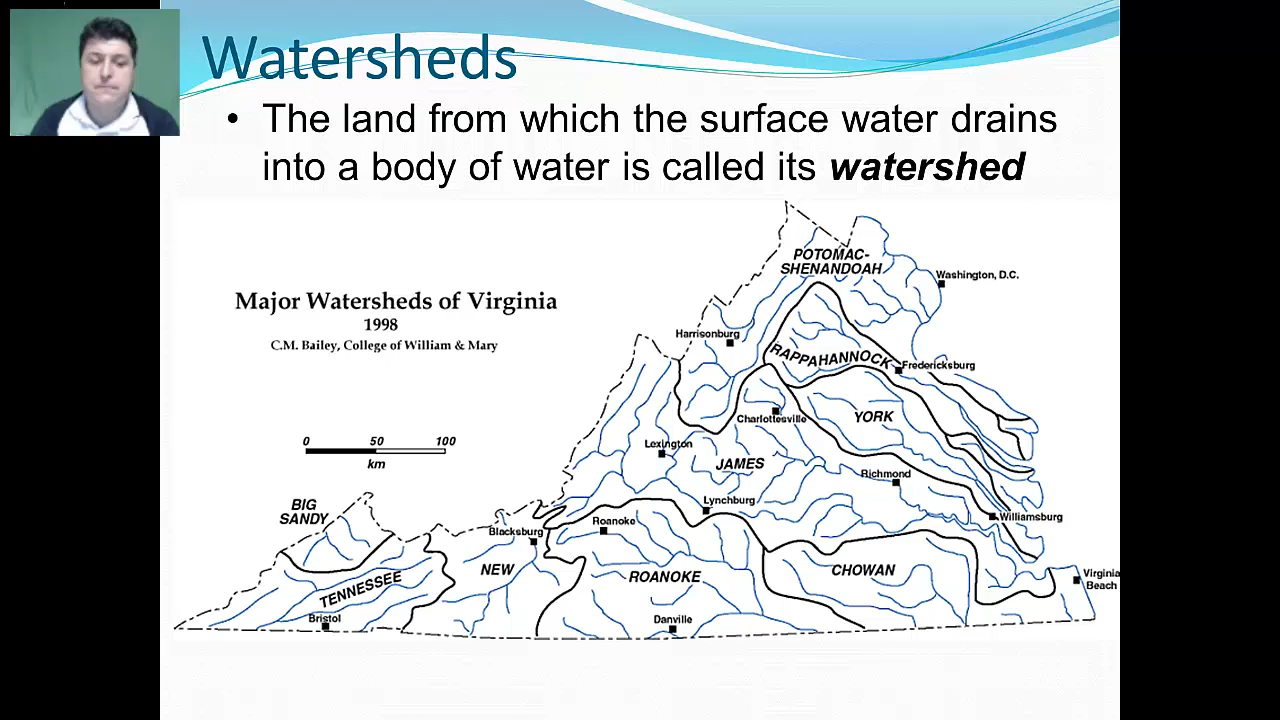 Watersheds
• The land from which the surface water drains
into a body of water is called its watershed
Major Watersheds of Virginia
1998
C.M. Bailey, College of William & Mary
0 50 100
km
POTOMAC-
SHENANDOAH
Washington, D.C.
Harrisonburg
RAPPAHANNOCK
Fredericksburg
Charlottesville
YORK
Lexington
JAMES
Richmond
Lynchburg
BIG
SANDY
Williamsburg
Roanoke
Blacksburg
NEW
ROANOKE
CHOWAN
Virginia
Beach
TENNESSEE
Bristol
Danville